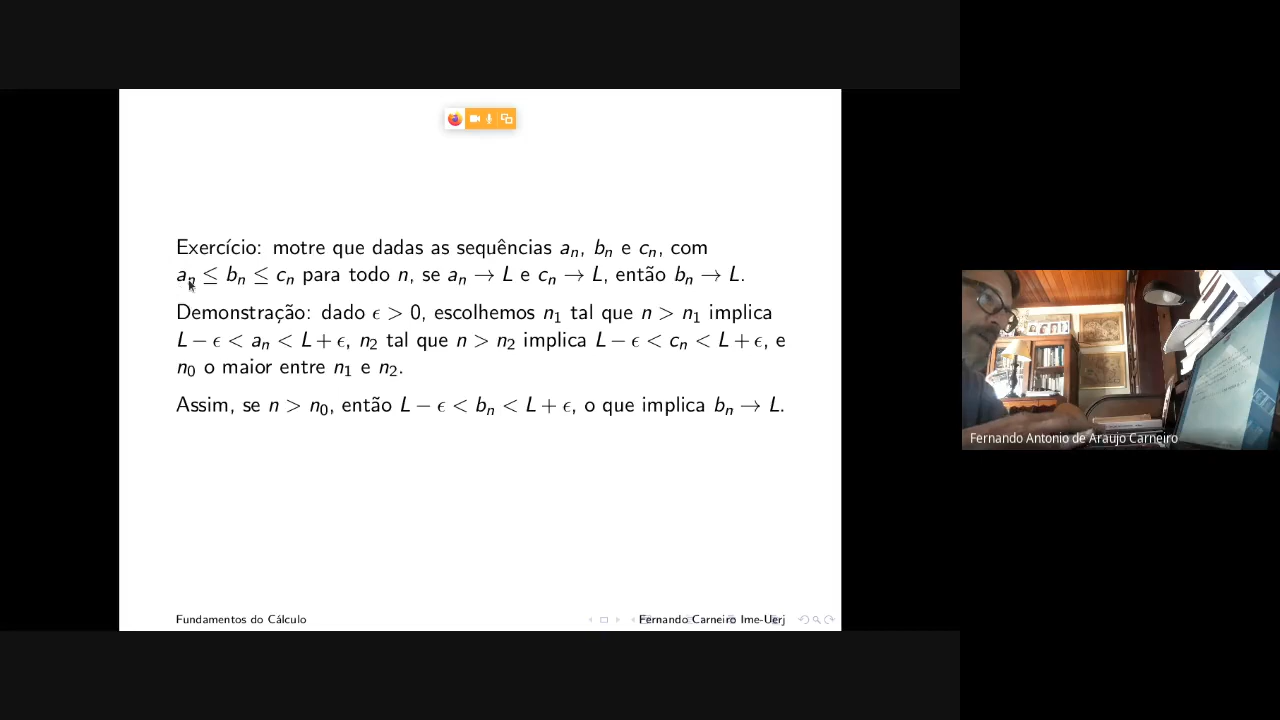 Exercício: motre que dadas as sequências aₙ, bₙ e cₙ, com
aₙ ≤ bₙ ≤ cₙ para todo n, se aₙ → L e cₙ → L, então bₙ → L.
Demonstração: dado ϵ > 0, escolhemos n₁ tal que n > n₁ implica
L − ϵ < aₙ < L + ϵ, n₂ tal que n > n₂ implica L − ϵ < cₙ < L + ϵ, e
n₀ o maior entre n₁ e n₂.
Assim, se n > n₀, então L − ϵ < bₙ < L + ϵ, o que implica bₙ → L.
Fernando Antonio de Araujo Carneiro
Fundamentos do Cálculo
Fernando Carneiro Ime-Uerj